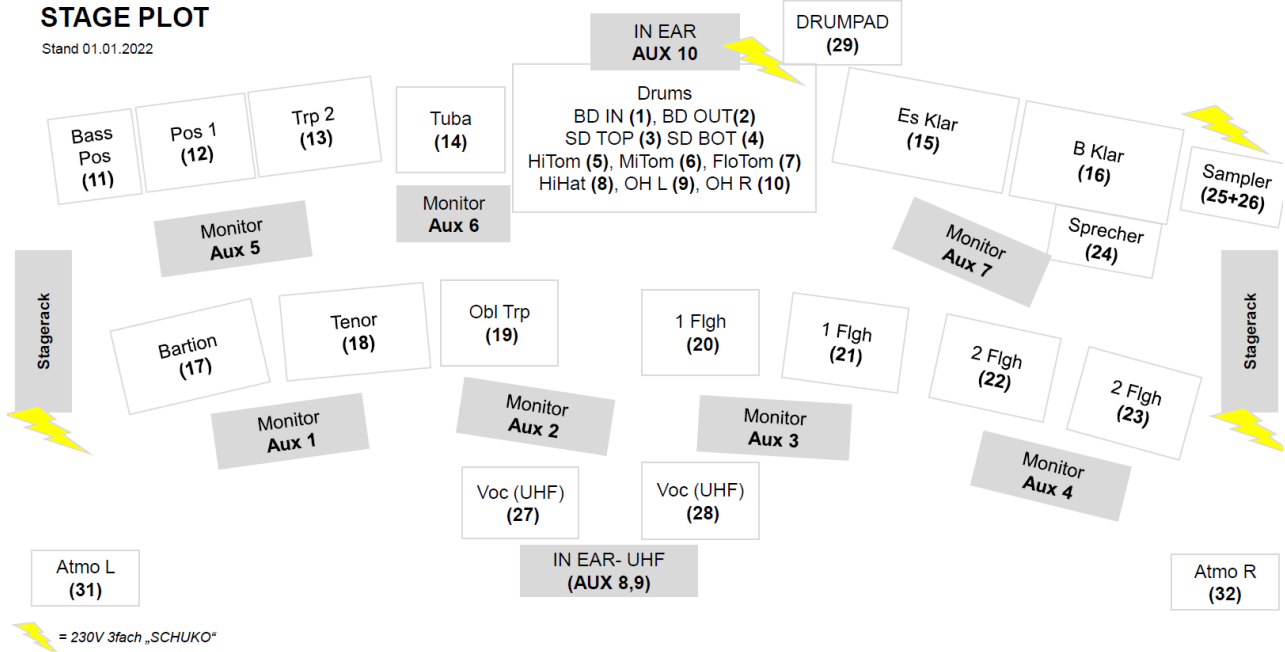 STAGE PLOT
Stand 01.01.2022
IN EAR
AUX 10
DRUMPAD
(29)
Bass
Pos
(11)
Pos 1
(12)
Trp 2
(13)
Tuba
(14)
Drums
BD IN (1), BD OUT(2)
SD TOP (3) SD BOT (4)
HiTom (5), MiTom (6), FloTom (7)
HiHat (8), OH L (9), OH R (10)
Es Klar
(15)
B Klar
(16)
Sampler
(25+26)
Monitor
Aux 5
Monitor
Aux 6
Monitor
Aux 7
Sprecher
(24)
Stagerack
Bartion
(17)
Tenor
(18)
Obl Trp
(19)
1 Flgh
(20)
1 Flgh
(21)
2 Flgh
(22)
2 Flgh
(23)
Stagerack
Monitor
Aux 1
Monitor
Aux 2
Monitor
Aux 3
Monitor
Aux 4
Voc (UHF)
(27)
Voc (UHF)
(28)
IN EAR- UHF
(AUX 8,9)
Atmo L
(31)
Atmo R
(32)
= 230V 3fach „SCHUKO“